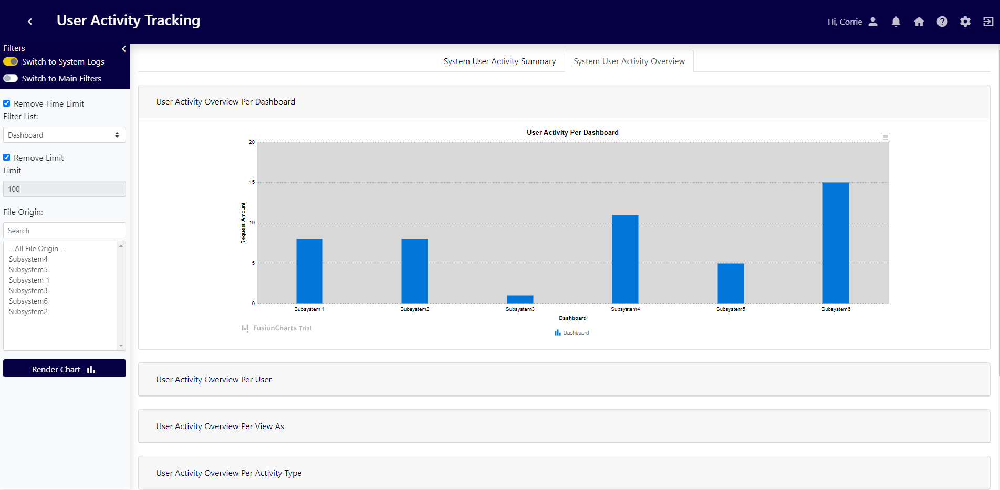 User Activity Tracking
Hi, Corrie
Filters
Switch to System Logs
Switch to Main Filters
Remove Time Limit
Filter List:
Dashboard
Remove Limit
Limit
100
File Origin:
Search
--All File Origin--
Subsystem4
Subsystem5
Subsystem 1
Subsystem3
Subsystem6
Subsystem2
Render Chart
System User Activity Summary
System User Activity Overview
User Activity Overview Per Dashboard
User Activity Per Dashboard
Request Amount
20
15
10
5
0
Subsystem 1
Subsystem2
Subsystem3
Subsystem4
Subsystem5
Subsystem6
Dashboard
Dashboard
FusionCharts Trial
User Activity Overview Per User
User Activity Overview Per View As
User Activity Overview Per Activity Type